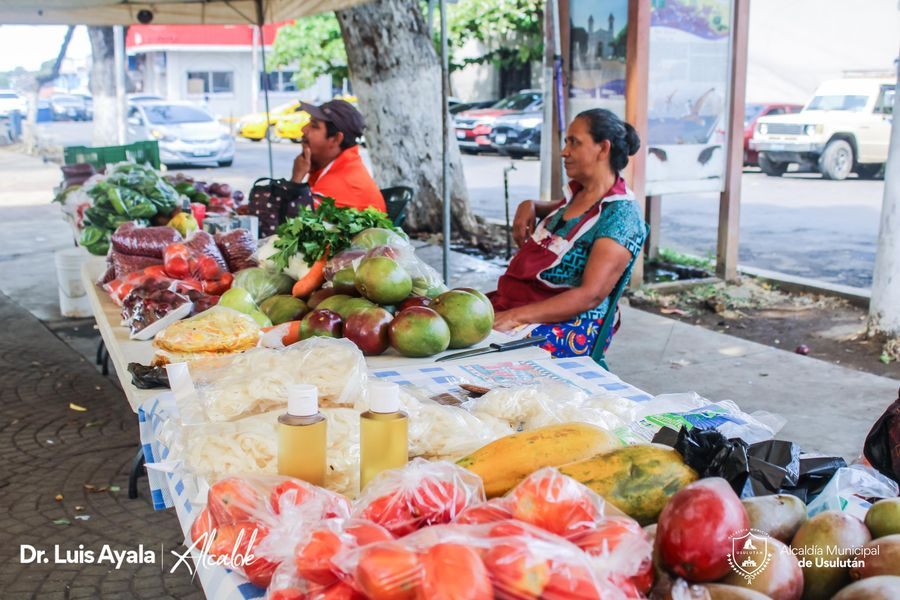 Dr. Luis Ayala
Alcalde
Alcaldía Municipal
de Usulután